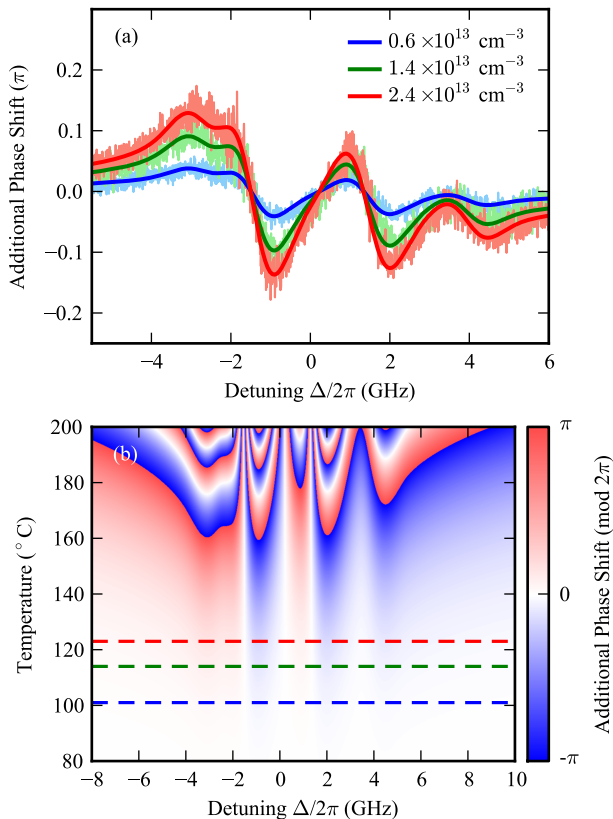 (a)
0.6 ×10¹³ cm⁻³
1.4 ×10¹³ cm⁻³
2.4 ×10¹³ cm⁻³
Additional Phase Shift (π)
0.2
0.1
0.0
−0.1
−0.2
−4 −2 0 2 4 6
Detuning Δ/2π (GHz)
(b)
Temperature (°C)
200
180
160
140
120
100
80
−8 −6 −4 −2 0 2 4 6 8 10
Detuning Δ/2π (GHz)
π
0
-π
Additional Phase Shift (mod 2π)